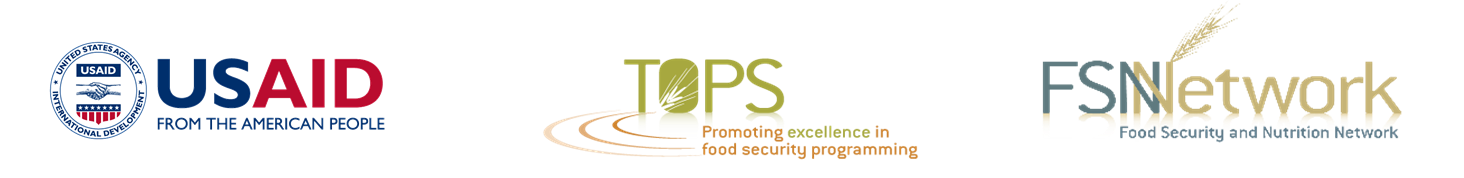 UNITED STATES AGENCY
USAID
INTERNATIONAL DEVELOPMENT
USAID
FROM THE AMERICAN PEOPLE
TOPS
Promoting excellence in
food security programming
FSNNetwork
Food Security and Nutrition Network